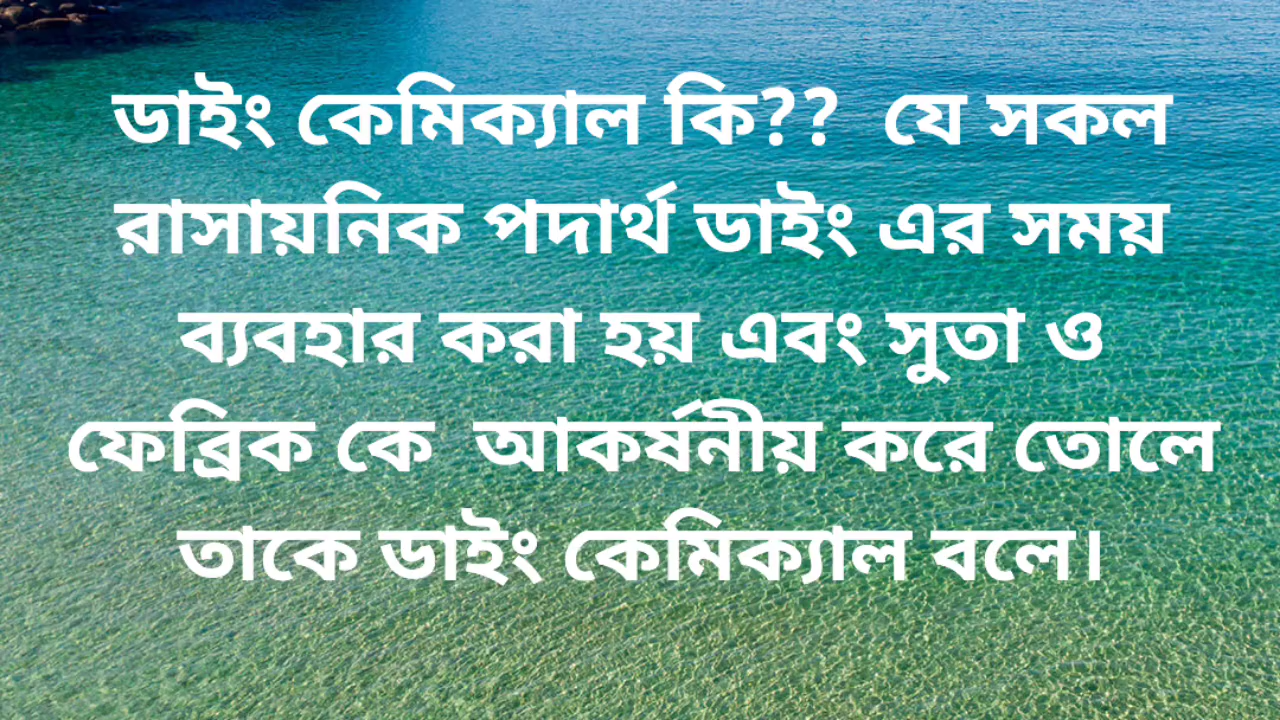 ডাইং কেমিক্যাল কি?? যে সকল
রাসায়নিক পদার্থ ডাইং এর সময়
ব্যবহার করা হয় এবং সুতা ও
ফেব্রিক কে আকর্ষনীয় করে তোলে
তাকে ডাইং কেমিক্যাল বলে।